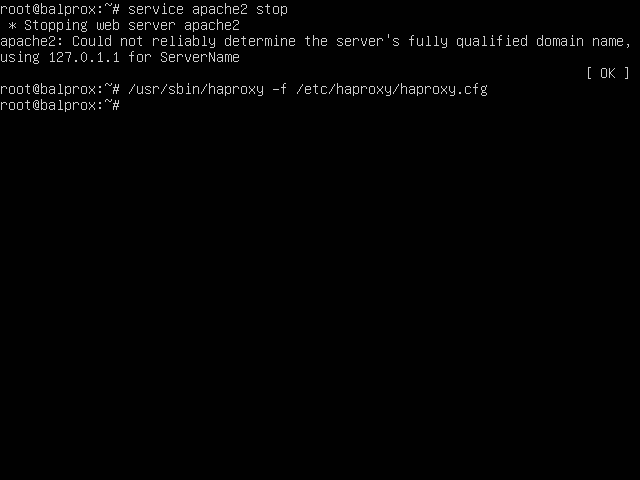 root@balprox:~# service apache2 stop
 * Stopping web server apache2
apache2: Could not reliably determine the server's fully qualified domain name,
using 127.0.1.1 for ServerName
[ OK ]
root@balprox:~# /usr/sbin/haproxy -f /etc/haproxy/haproxy.cfg
root@balprox:~#